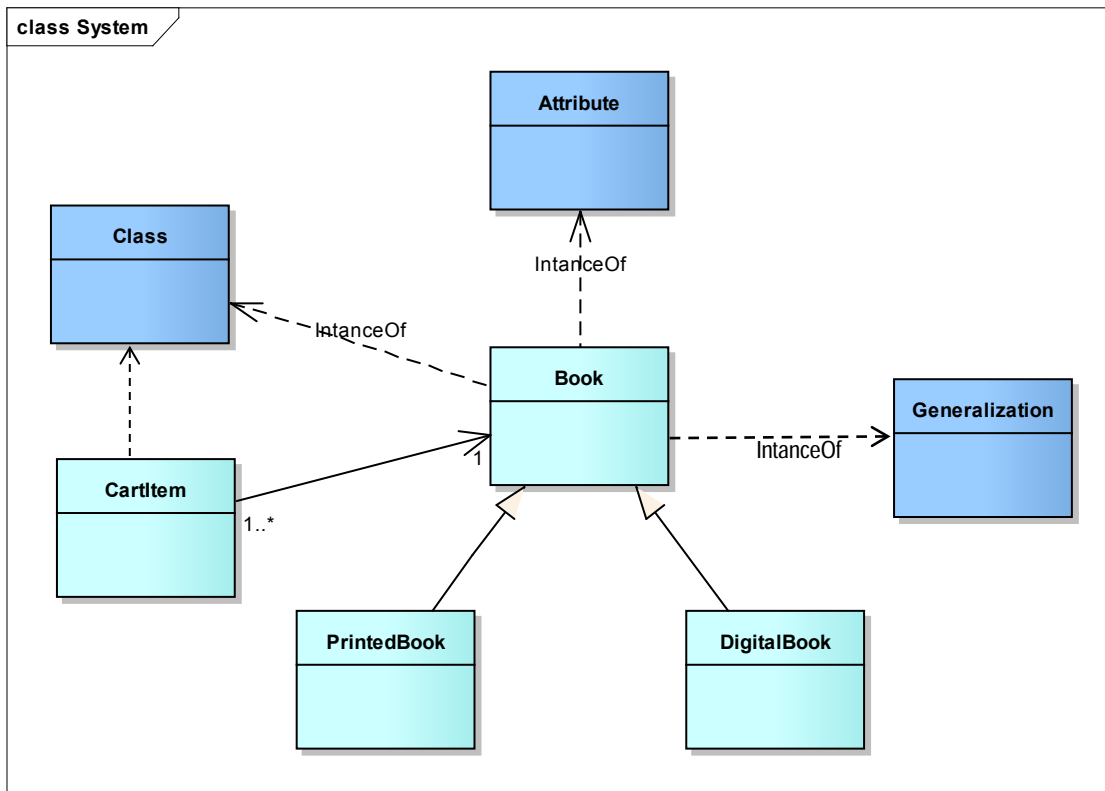 class System
Attribute
Class
IntanceOf
IntanceOf
Book
Generalization
1
IntanceOf
CartItem
1..*
PrintedBook
DigitalBook